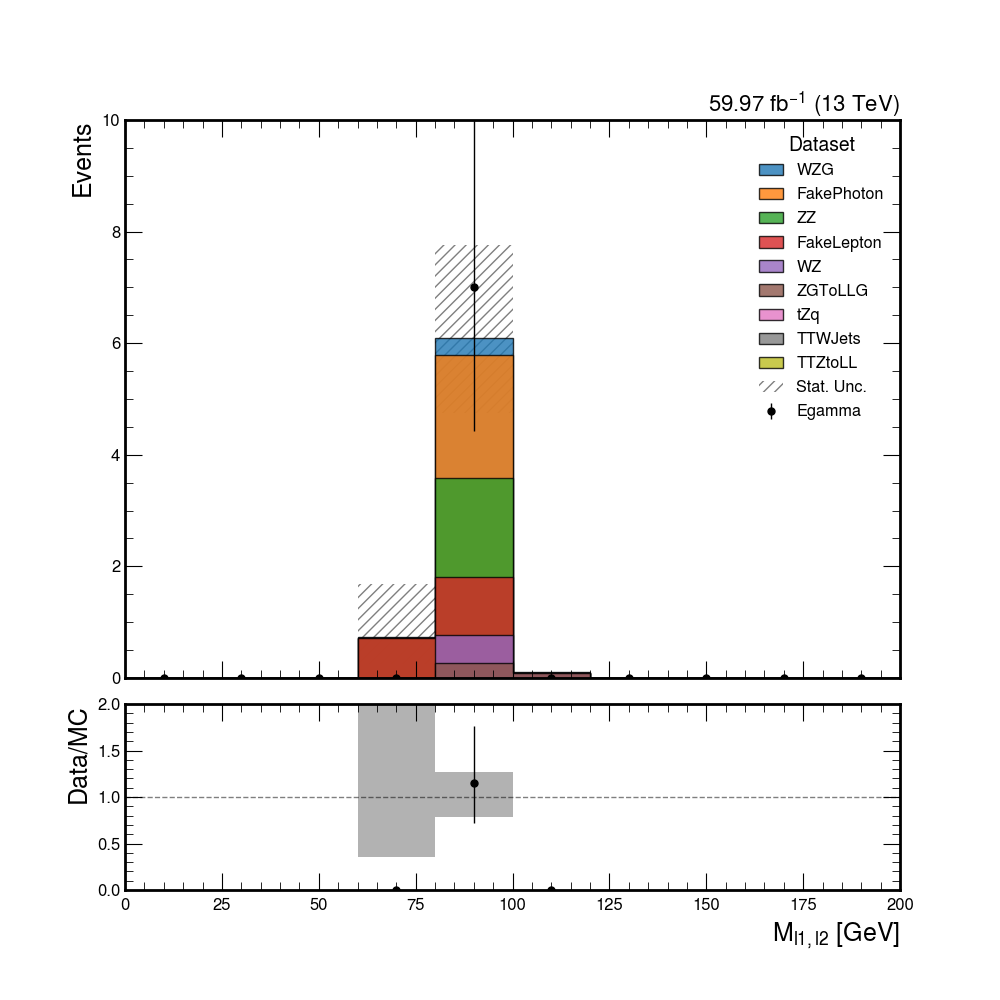 59.97 fb⁻¹ (13 TeV)
Events
10
8
6
4
2
0
Dataset
WZG
FakePhoton
ZZ
FakeLepton
WZ
ZGToLLG
tZq
TTWJets
TTZtoLL
Stat. Unc.
Egamma
Data/MC
2.0
1.5
1.0
0.5
0.0
0 25 50 75 100 125 150 175 200
M_{l1, l2} [GeV]